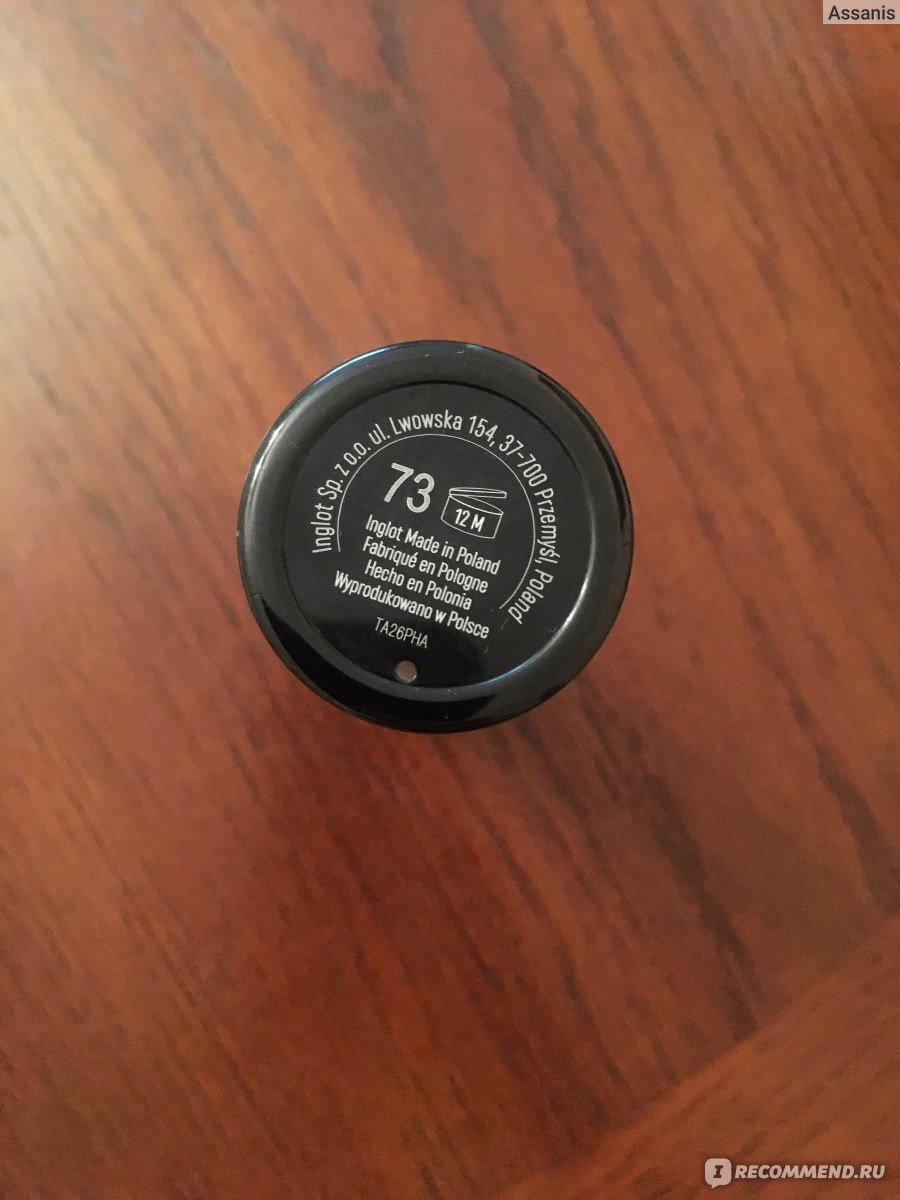 Assanis
Inglot Sp. z o.o. ul. Lwowska 154, 37-700 Przemyśl, Poland
73
12 M
Inglot Made in Poland
Fabriqué en Pologne
Hecho en Polonia
Wyprodukowano w Polsce
TA26PHA
I RECOMMEND.RU